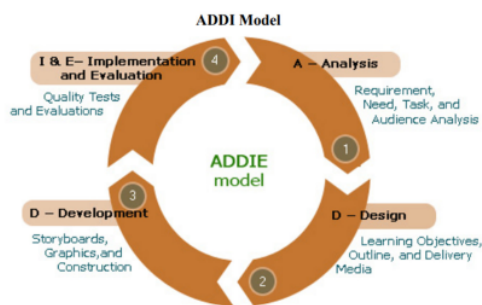 ADDI Model
I & E– Implementation
and Evaluation
4
Quality Tests
and Evaluations
A – Analysis
Requirement,
Need, Task, and
Audience Analysis
1
ADDIE
model
3
D – Development
Storyboards,
Graphics,and
Construction
D – Design
Learning Objectives,
Outline, and Delivery
Media
2